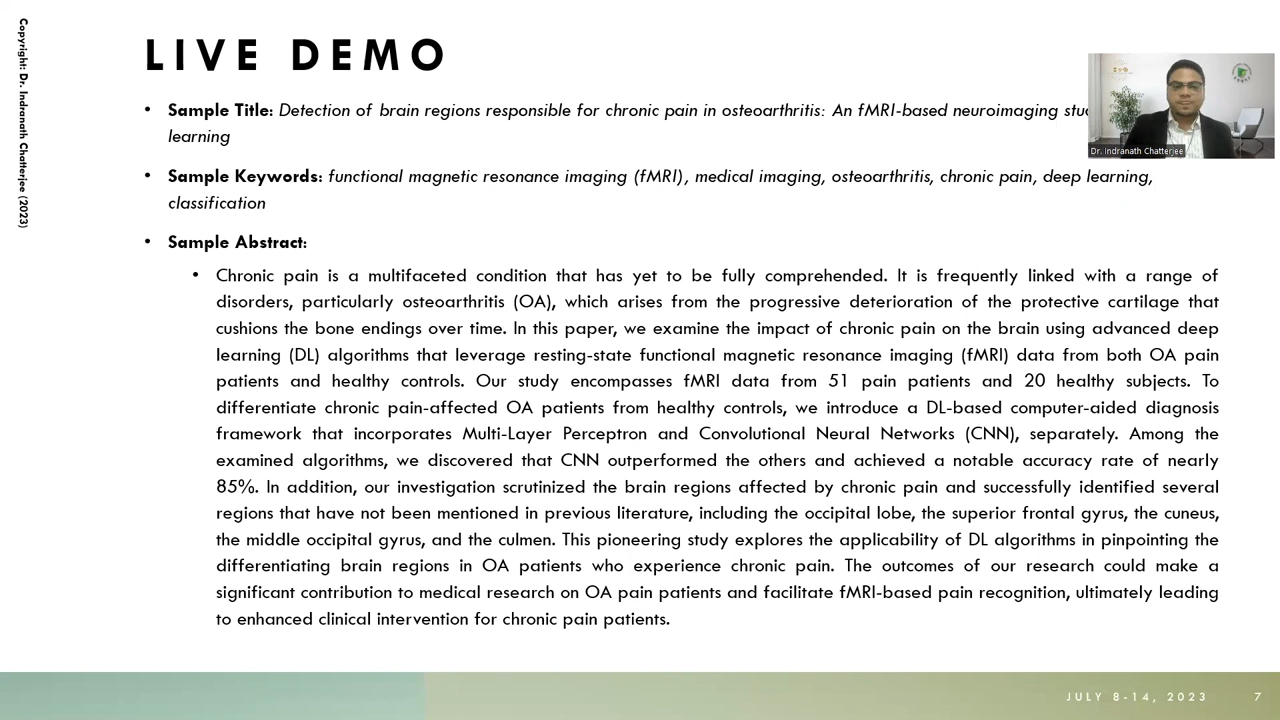 Copyright: Dr. Indranath Chatterjee (2023)
LIVE DEMO
• Sample Title: Detection of brain regions responsible for chronic pain in osteoarthritis: An fMRI-based neuroimaging
learning
• Sample Keywords: functional magnetic resonance imaging (fMRI), medical imaging, osteoarthritis, chronic pain, deep learning,
classification
• Sample Abstract:
• Chronic pain is a multifaceted condition that has yet to be fully comprehended. It is frequently linked with a range of
disorders, particularly osteoarthritis (OA), which arises from the progressive deterioration of the protective cartilage that
cushions the bone endings over time. In this paper, we examine the impact of chronic pain on the brain using advanced deep
learning (DL) algorithms that leverage resting-state functional magnetic resonance imaging (fMRI) data from both OA pain
patients and healthy controls. Our study encompasses fMRI data from 51 pain patients and 20 healthy subjects. To
differentiate chronic pain-affected OA patients from healthy controls, we introduce a DL-based computer-aided diagnosis
framework that incorporates Multi-Layer Perceptron and Convolutional Neural Networks (CNN), separately. Among the
examined algorithms, we discovered that CNN outperformed the others and achieved a notable accuracy rate of nearly
85%. In addition, our investigation scrutinized the brain regions affected by chronic pain and successfully identified several
regions that have not been mentioned in previous literature, including the occipital lobe, the superior frontal gyrus, the cuneus,
the middle occipital gyrus, and the culmen. This pioneering study explores the applicability of DL algorithms in pinpointing the
differentiating brain regions in OA patients who experience chronic pain. The outcomes of our research could make a
significant contribution to medical research on OA pain patients and facilitate fMRI-based pain recognition, ultimately leading
to enhanced clinical intervention for chronic pain patients.
Dr. Indranath Chatterjee
JULY 8-14, 2023
7